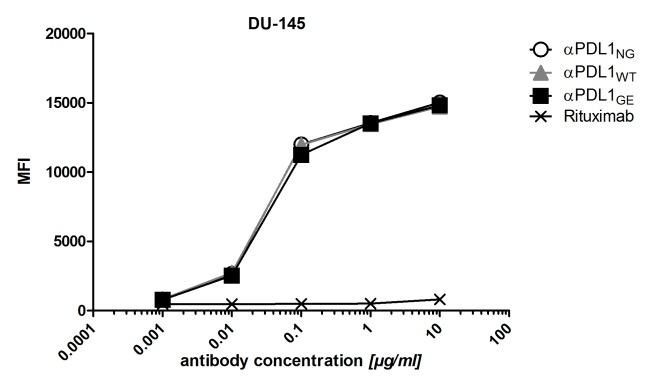 DU-145
20000
15000
10000
5000
0
MFI
0.0001
0.001
0.01
0.1
1
10
100
antibody concentration [µg/ml]
αPDL1NG
αPDL1WT
αPDL1GE
Rituximab